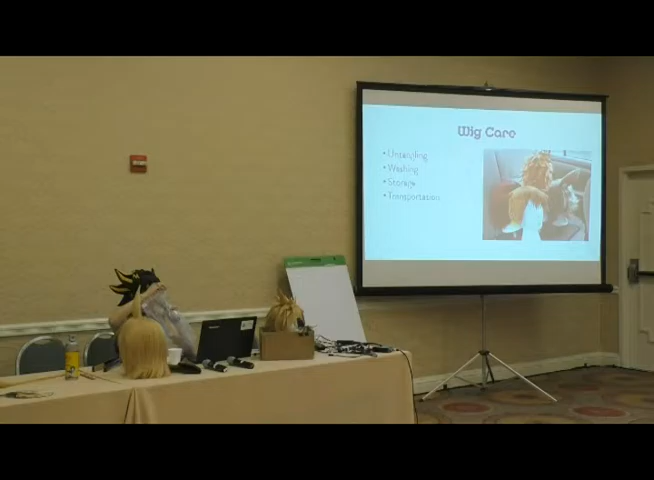 Wig Care
• Untangling
• Washing
• Storage
• Transportation